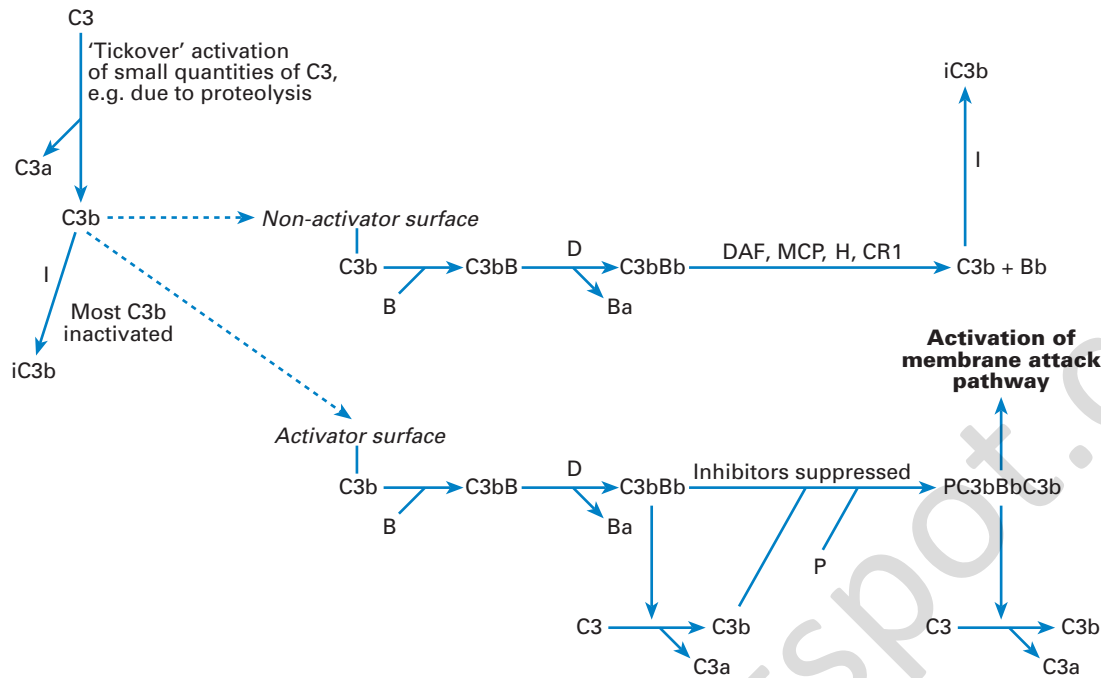 C3
‘Tickover’ activation
of small quantities of C3,
e.g. due to proteolysis
C3a
C3b
I
Most C3b
inactivated
iC3b
Non-activator surface
C3b
B
C3bB
D
Ba
C3bBb
DAF, MCP, H, CR1
C3b + Bb
I
iC3b
Activator surface
C3b
B
C3bB
D
Ba
C3bBb
Inhibitors suppressed
P
PC3bBbC3b
Activation of
membrane attack
pathway
C3
C3b
C3a
C3
C3b
C3a